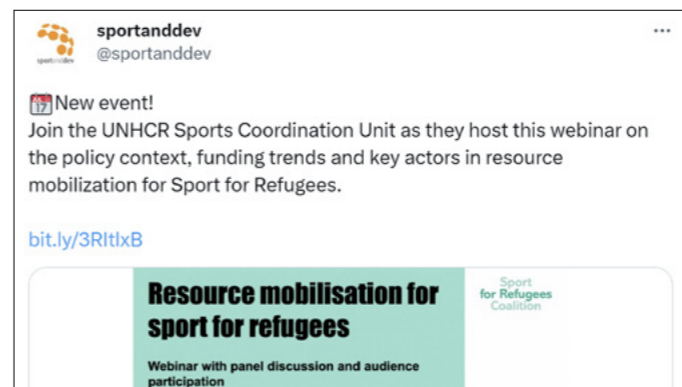 sportanddev
@sportanddev
sportanddev
New event!
Join the UNHCR Sports Coordination Unit as they host this webinar on
the policy context, funding trends and key actors in resource
mobilization for Sport for Refugees.
bit.ly/3RItlxB
Resource mobilisation for
sport for refugees
Sport
for Refugees
Coalition
Webinar with panel discussion and audience
participation